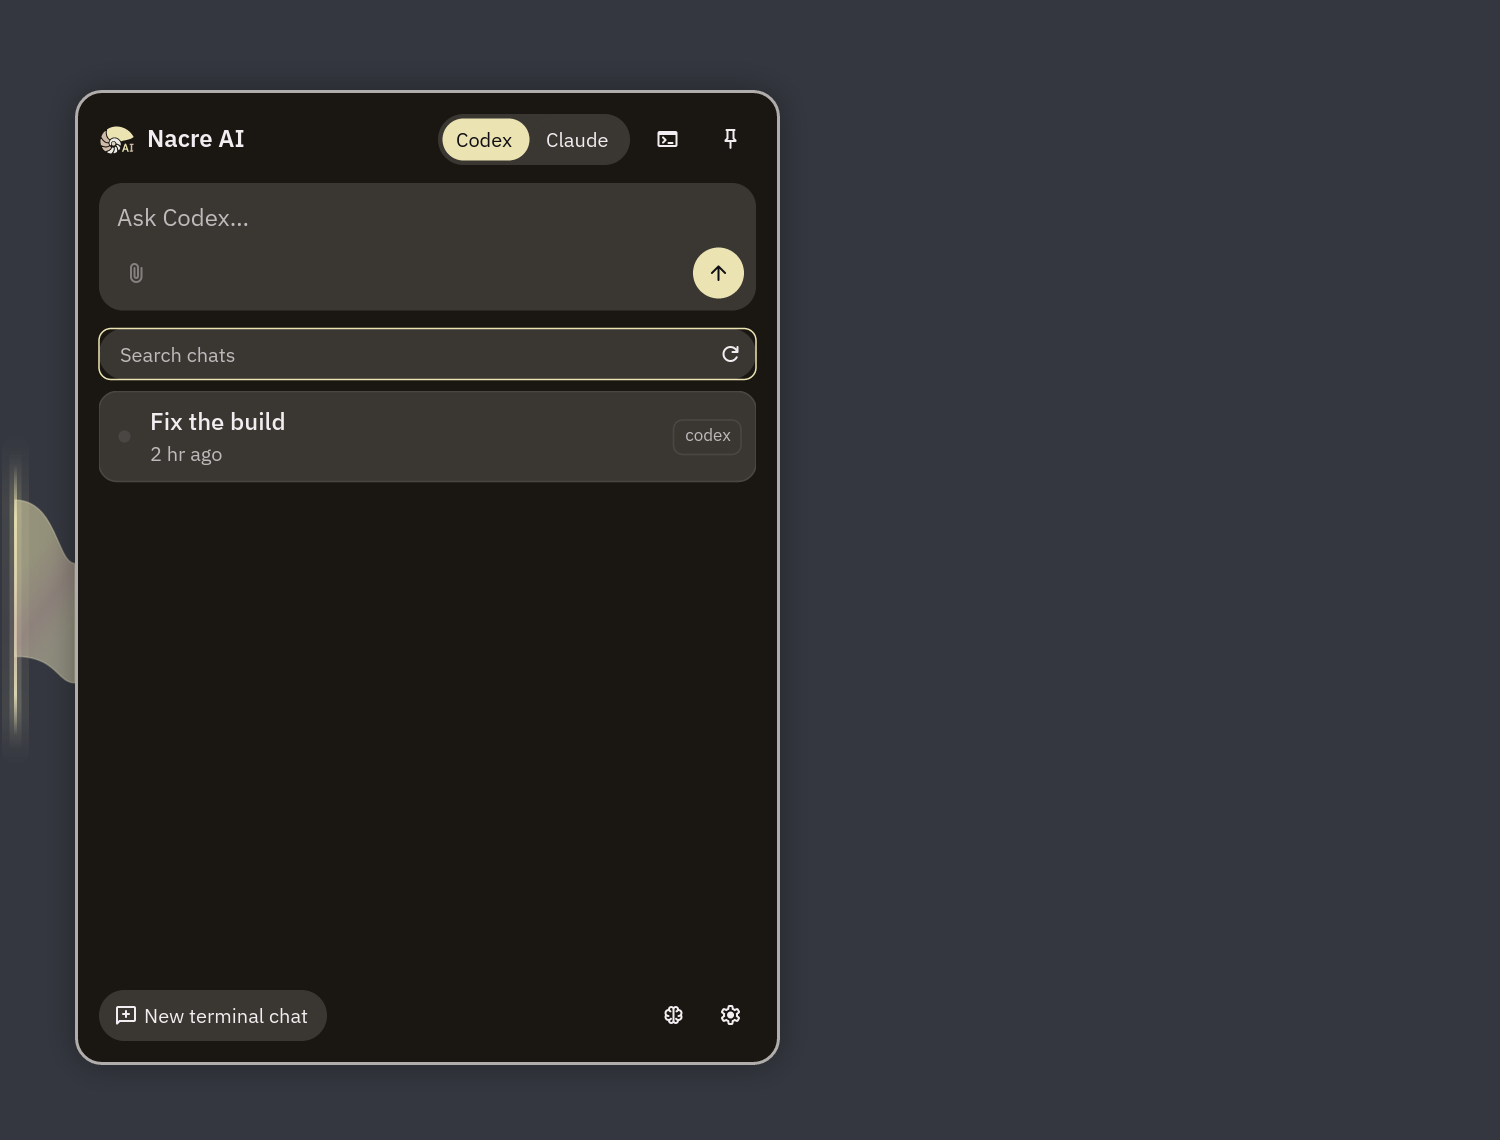 AI
Nacre AI
Codex
Claude
Ask Codex...
Search chats
Fix the build
2 hr ago
codex
New terminal chat